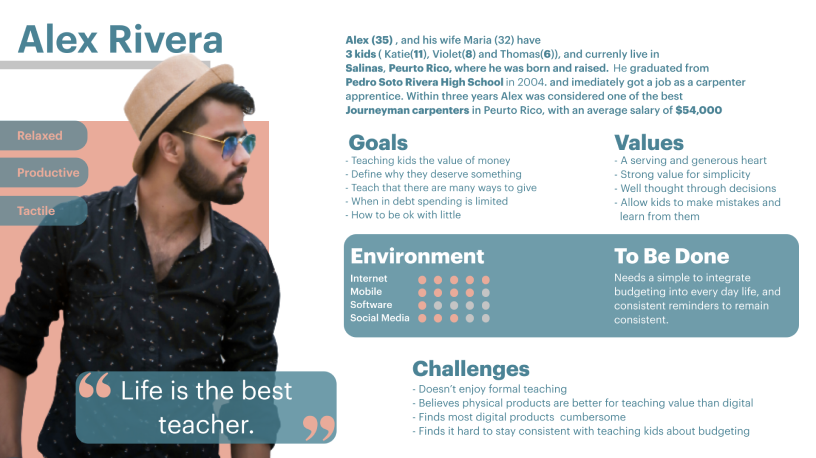 Alex Rivera
Relaxed
Productive
Tactile
“ Life is the best
teacher. ”
Alex (35) , and his wife Maria (32) have
3 kids ( Katie(11), Violet(8) and Thomas(6)), and currenly live in
Salinas, Peurto Rico, where he was born and raised. He graduated from
Pedro Soto Rivera High School in 2004. and imediately got a job as a carpenter
apprentice. Within three years Alex was considered one of the best
Journeyman carpenters in Peurto Rico, with an average salary of $54,000
Goals
- Teaching kids the value of money
- Define why they deserve something
- Teach that there are many ways to give
- When in debt spending is limited
- How to be ok with little
Values
- A serving and generous heart
- Strong value for simplicity
- Well thought through decisions
- Allow kids to make mistakes and
learn from them
Environment
Internet
Mobile
Software
Social Media
To Be Done
Needs a simple to integrate
budgeting into every day life, and
consistent reminders to remain
consistent.
Challenges
- Doesn’t enjoy formal teaching
- Believes physical products are better for teaching value than digital
- Finds most digital products cumbersome
- Finds it hard to stay consistent with teaching kids about budgeting